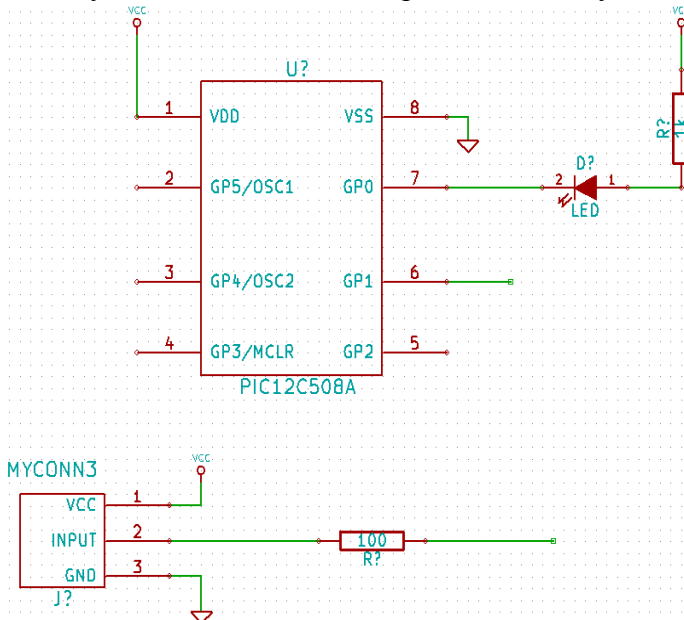 VCC
VCC
U?
1 VDD VSS 8
R? 1k
D?
2 GP5/OSC1 GP0 7 2 1
LED
3 GP4/OSC2 GP1 6
4 GP3/MCLR GP2 5
PIC12C508A
VCC
MYCONN3
VCC 1
INPUT 2 100
R?
GND 3
J?